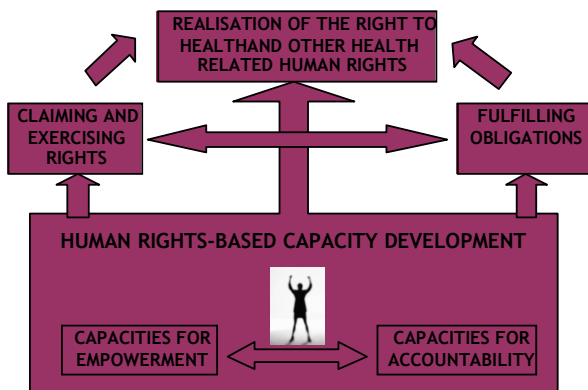 REALISATION OF THE RIGHT TO
HEALTHAND OTHER HEALTH
RELATED HUMAN RIGHTS
CLAIMING AND
EXERCISING
RIGHTS
FULFILLING
OBLIGATIONS
HUMAN RIGHTS-BASED CAPACITY DEVELOPMENT
CAPACITIES FOR
EMPOWERMENT
CAPACITIES FOR
ACCOUNTABILITY